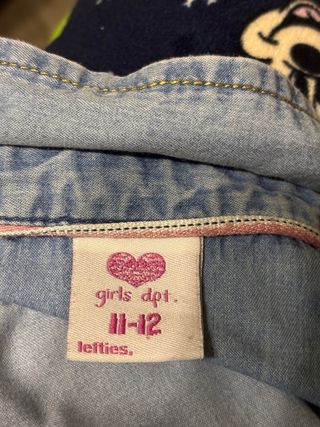 girls dpt.
11-12
lefties.